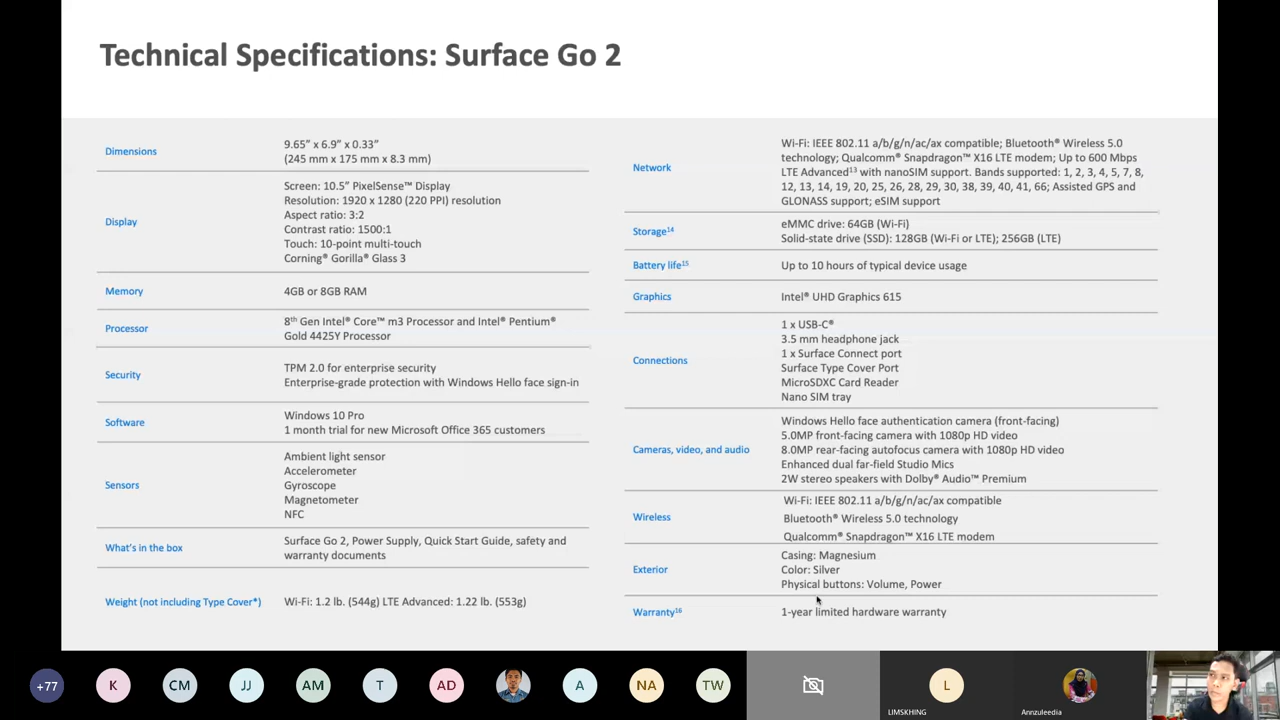 Technical Specifications: Surface Go 2
Dimensions
9.65” x 6.9” x 0.33”
(245 mm x 175 mm x 8.3 mm)
Display
Screen: 10.5” PixelSense™ Display
Resolution: 1920 x 1280 (220 PPI) resolution
Aspect ratio: 3:2
Contrast ratio: 1500:1
Touch: 10-point multi-touch
Corning® Gorilla® Glass 3
Memory
4GB or 8GB RAM
Processor
8th Gen Intel® Core™ m3 Processor and Intel® Pentium®
Gold 4425Y Processor
Security
TPM 2.0 for enterprise security
Enterprise-grade protection with Windows Hello face sign-in
Software
Windows 10 Pro
1 month trial for new Microsoft Office 365 customers
Sensors
Ambient light sensor
Accelerometer
Gyroscope
Magnetometer
NFC
What’s in the box
Surface Go 2, Power Supply, Quick Start Guide, safety and
warranty documents
Weight (not including Type Cover*)
Wi-Fi: 1.2 lb. (544g) LTE Advanced: 1.22 lb. (553g)
Network
Wi-Fi: IEEE 802.11 a/b/g/n/ac/ax compatible; Bluetooth® Wireless 5.0
technology; Qualcomm® Snapdragon™ X16 LTE modem; Up to 600 Mbps
LTE Advanced13 with nanoSIM support. Bands supported: 1, 2, 3, 4, 5, 7, 8,
12, 13, 14, 19, 20, 25, 26, 28, 29, 30, 38, 39, 40, 41, 66; Assisted GPS and
GLONASS support; eSIM support
Storage14
eMMC drive: 64GB (Wi-Fi)
Solid-state drive (SSD): 128GB (Wi-Fi or LTE); 256GB (LTE)
Battery life15
Up to 10 hours of typical device usage
Graphics
Intel® UHD Graphics 615
Connections
1 x USB-C®
3.5 mm headphone jack
1 x Surface Connect port
Surface Type Cover Port
MicroSDXC Card Reader
Nano SIM tray
Cameras, video, and audio
Windows Hello face authentication camera (front-facing)
5.0MP front-facing camera with 1080p HD video
8.0MP rear-facing autofocus camera with 1080p HD video
Enhanced dual far-field Studio Mics
2W stereo speakers with Dolby® Audio™ Premium
Wireless
Wi-Fi: IEEE 802.11 a/b/g/n/ac/ax compatible
Bluetooth® Wireless 5.0 technology
Qualcomm® Snapdragon™ X16 LTE modem
Exterior
Casing: Magnesium
Color: Silver
Physical buttons: Volume, Power
Warranty16
1-year limited hardware warranty
+77
K
CM
JJ
AM
T
AD
A
NA
TW
L
LIMSKHING
Annzuleedia